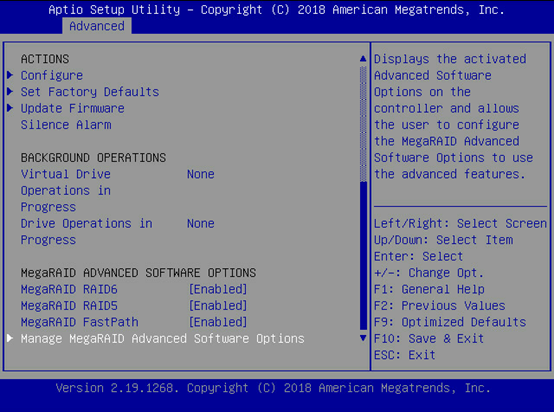 Aptio Setup Utility – Copyright (C) 2018 American Megatrends, Inc.
Advanced
ACTIONS
Configure
Set Factory Defaults
Update Firmware
Silence Alarm
BACKGROUND OPERATIONS
Virtual Drive None
Operations in
Progress
Drive Operations in None
Progress
MegaRAID ADVANCED SOFTWARE OPTIONS
MegaRAID RAID6 [Enabled]
MegaRAID RAID5 [Enabled]
MegaRAID FastPath [Enabled]
Manage MegaRAID Advanced Software Options
Displays the activated
Advanced Software
Options on the
controller and allows
the user to configure
the MegaRAID Advanced
Software Options to use
the advanced features.
Left/Right: Select Screen
Up/Down: Select Item
Enter: Select
+/-: Change Opt.
F1: General Help
F2: Previous Values
F9: Optimized Defaults
F10: Save & Exit
ESC: Exit
Version 2.19.1268. Copyright (C) 2018 American Megatrends, Inc.